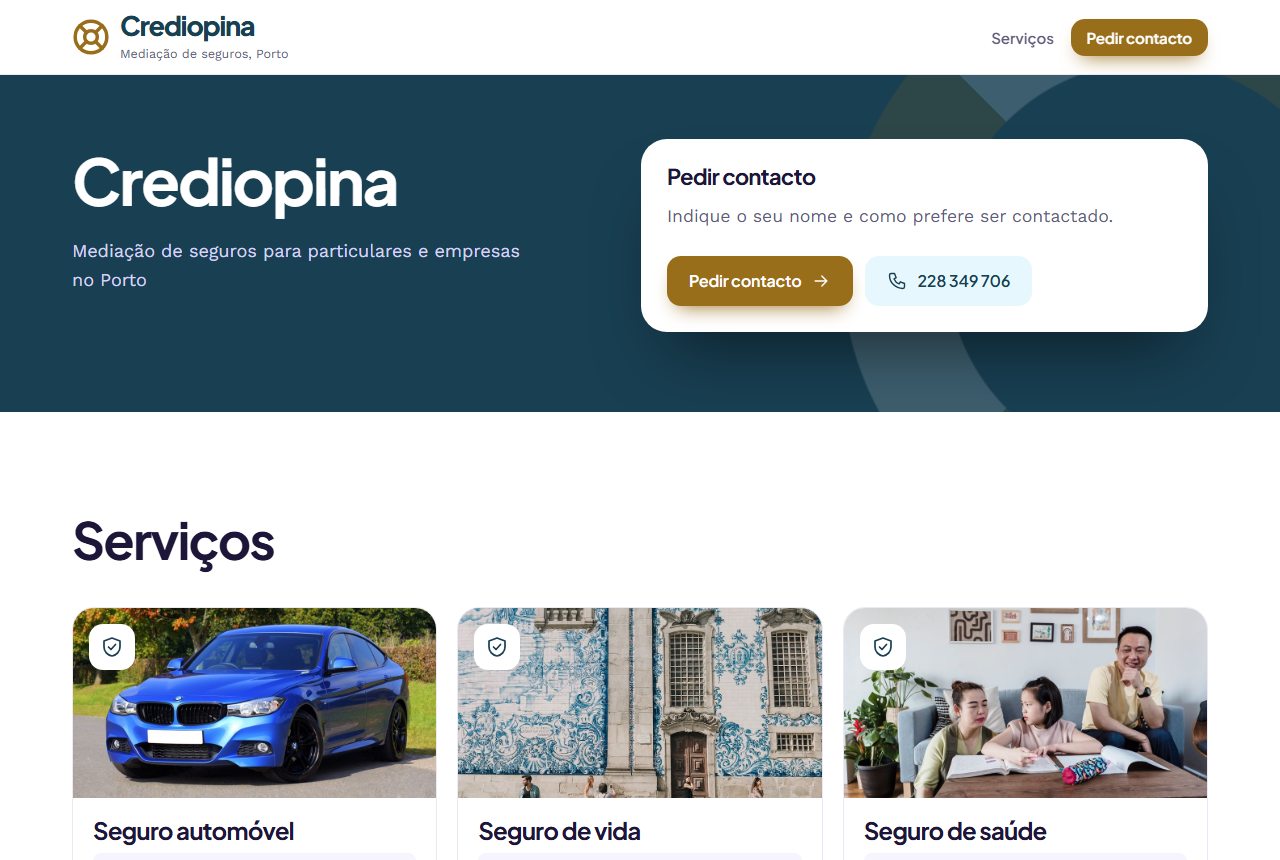 Crediopina
Mediação de seguros, Porto
Serviços
Pedir contacto
Crediopina
Mediação de seguros para particulares e empresas
no Porto
Pedir contacto
Indique o seu nome e como prefere ser contactado.
Pedir contacto
228 349 706
Serviços
Seguro automóvel
Seguro de vida
Seguro de saúde